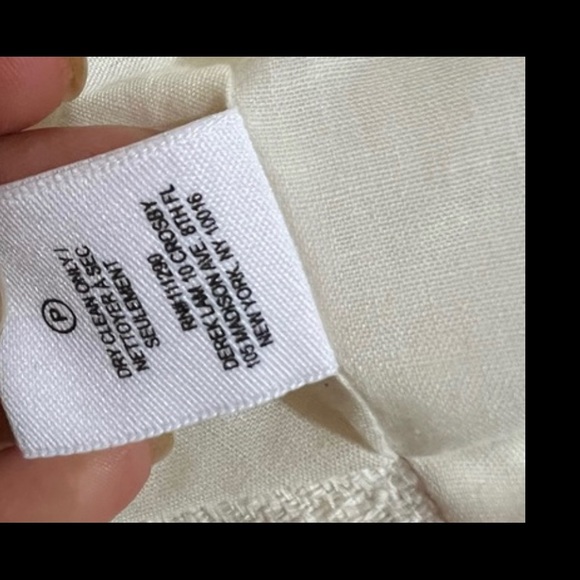 Ⓟ
DRY CLEAN ONLY /
NETTOYER A SEC
SEULEMENT
RN# 111290
DEREK LAM 10 CROSBY
105 MADISON AVE. 8TH FL
NEW YORK, NY 10016